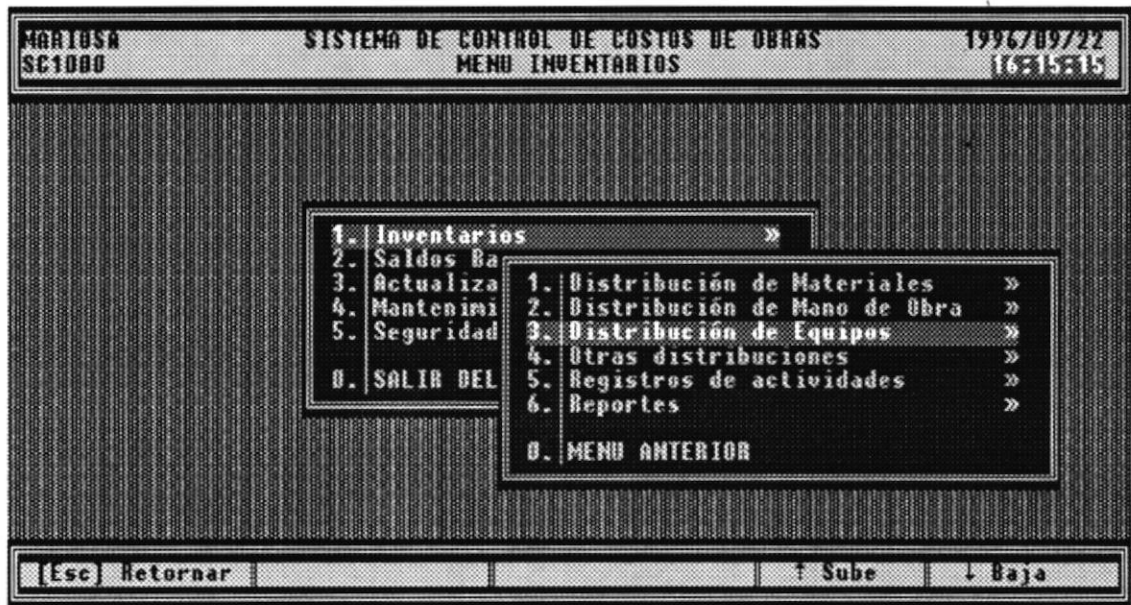 MARIUSA SISTEMA DE CONTROL DE COSTOS DE OBRAS 1996/09/22
SC1000 MENU INVENTARIOS 16:15:15
1. Inventarios »
2. Saldos Ba
3. Actualiza
4. Mantenimi
5. Seguridad
0. SALIR DEL
1. Distribución de Materiales »
2. Distribución de Mano de Obra »
3. Distribución de Equipos »
4. Otras distribuciones »
5. Registros de actividades »
6. Reportes »
0. MENU ANTERIOR
[Esc] Retornar ↑ Sube ↓ Baja